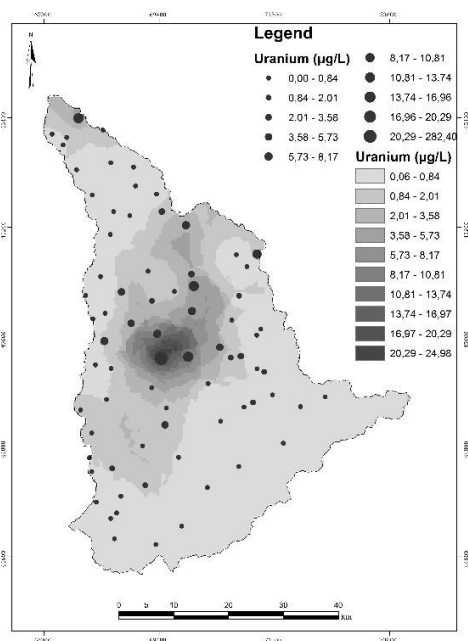 N
Legend
Uranium (µg/L)
0,00 - 0,84
0,84 - 2,01
2,01 - 3,58
3,58 - 5,73
5,73 - 8,17
8,17 - 10,81
10,81 - 13,74
13,74 - 16,96
16,96 - 20,29
20,29 - 282,40
Uranium (µg/L)
0,06 - 0,84
0,84 - 2,01
2,01 - 3,58
3,58 - 5,73
5,73 - 8,17
8,17 - 10,81
10,81 - 13,74
13,74 - 16,97
16,97 - 20,29
20,29 - 24,98
0 5 10 20 30 40
Km